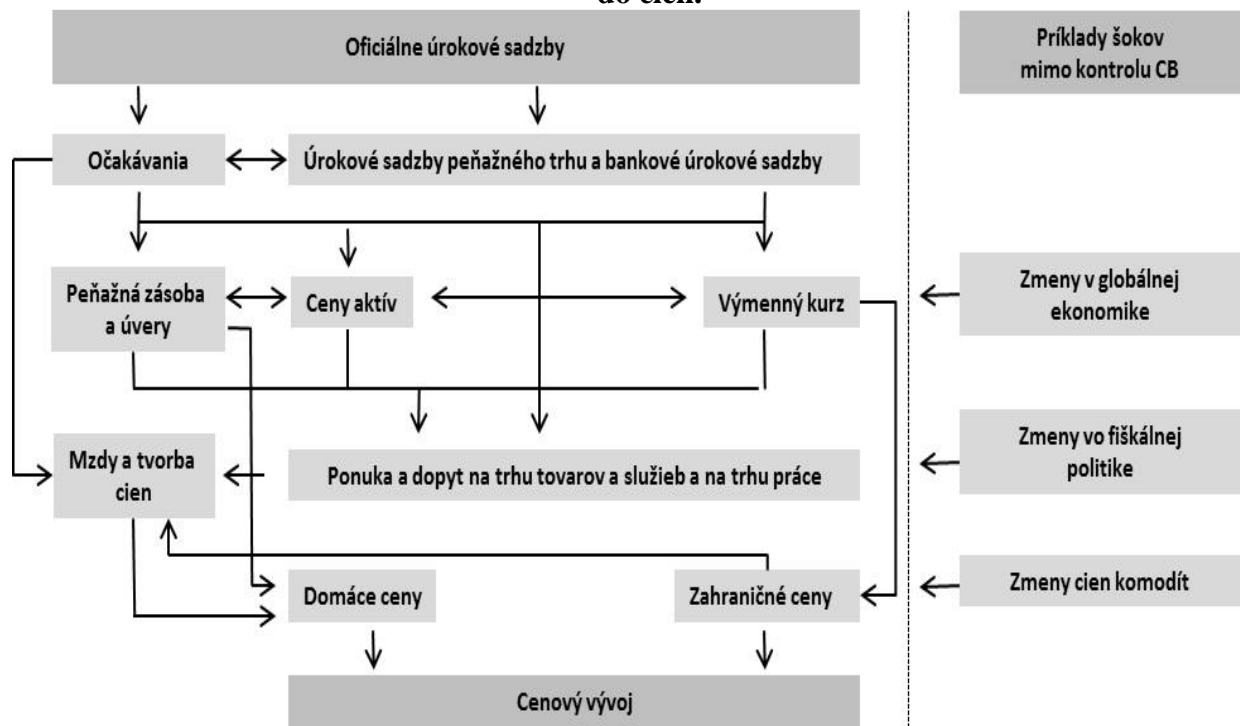 do cien.
Oficiálne úrokové sadzby
Príklady šokov
mimo kontrolu CB
Očakávania
Úrokové sadzby peňažného trhu a bankové úrokové sadzby
Peňažná zásoba
a úvery
Ceny aktív
Výmenný kurz
Zmeny v globálnej
ekonomike
Mzdy a tvorba
cien
Ponuka a dopyt na trhu tovarov a služieb a na trhu práce
Zmeny vo fiškálnej
politike
Domáce ceny
Zahraničné ceny
Zmeny cien komodít
Cenový vývoj